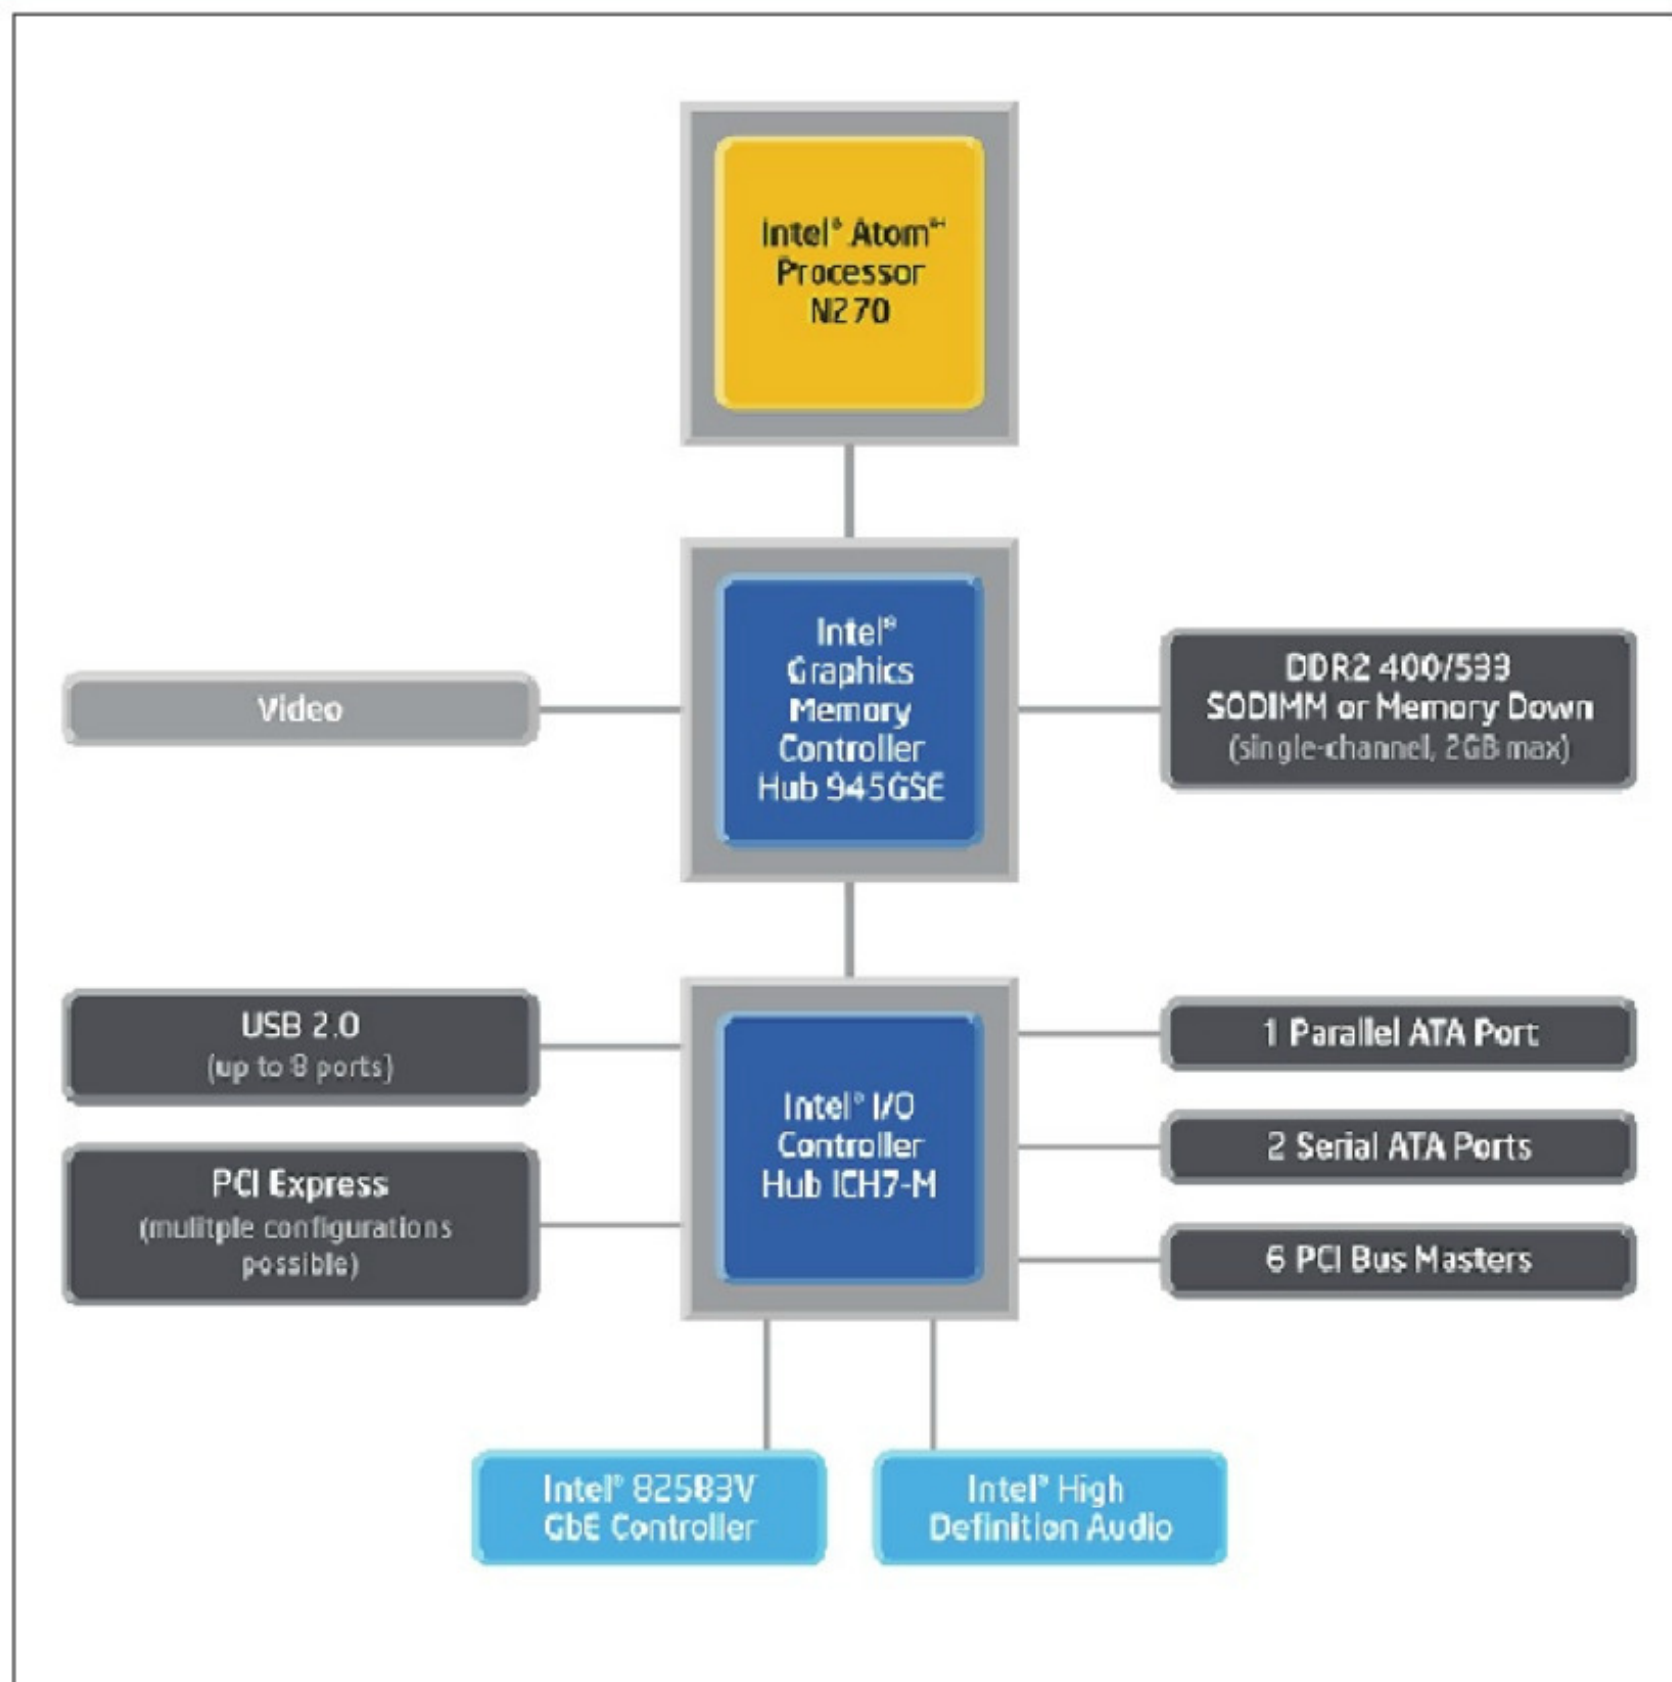 Intel® Atom™
Processor
N270
Intel®
Graphics
Memory
Controller
Hub 945GSE
Video
DDR2 400/533
SODIMM or Memory Down
(single-channel, 2GB max)
USB 2.0
(up to 8 ports)
PCI Express
(mulitple configurations
possible)
Intel® I/O
Controller
Hub ICH7-M
1 Parallel ATA Port
2 Serial ATA Ports
6 PCI Bus Masters
Intel® 82583V
GbE Controller
Intel® High
Definition Audio